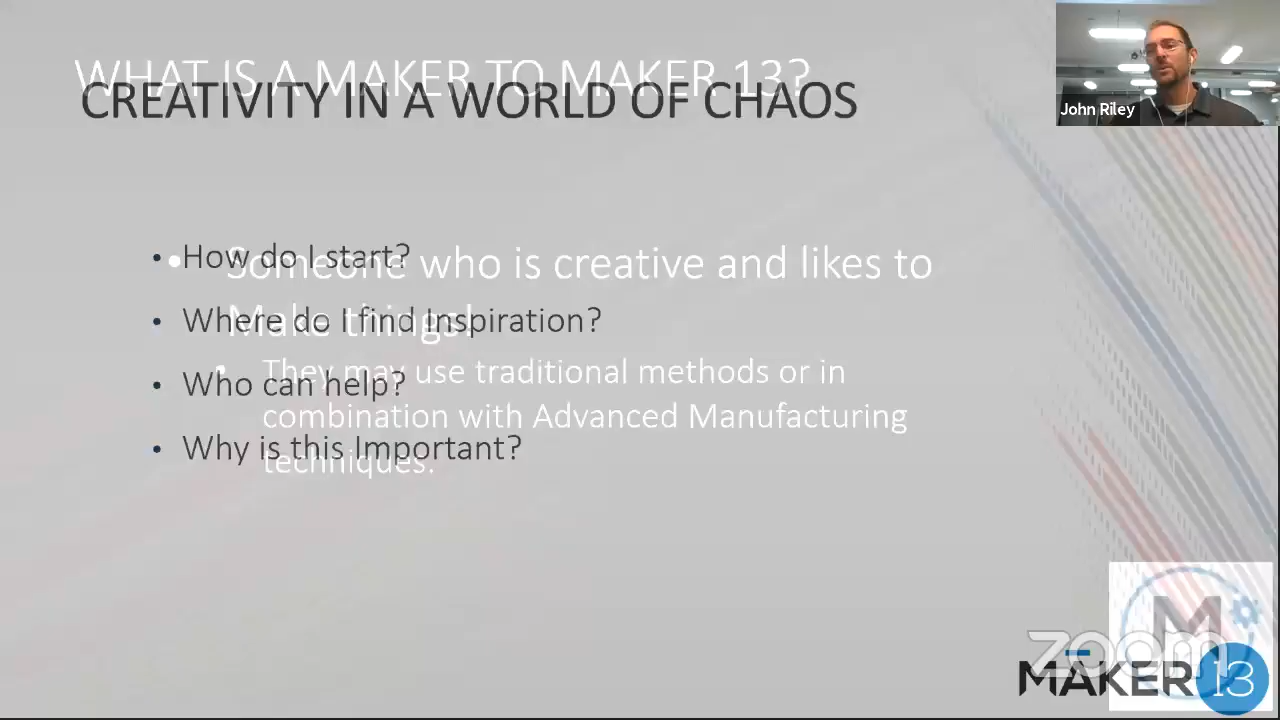 WHAT IS A MAKER TO MAKER 13?
CREATIVITY IN A WORLD OF CHAOS
John Riley
• How do I start?
• Someone who is creative and likes to
Make things!
• Where do I find Inspiration?
• They may use traditional methods or in
• Who can help?
combination with Advanced Manufacturing
• Why is this Important?
techniques.
M
zoom
MAKER 13